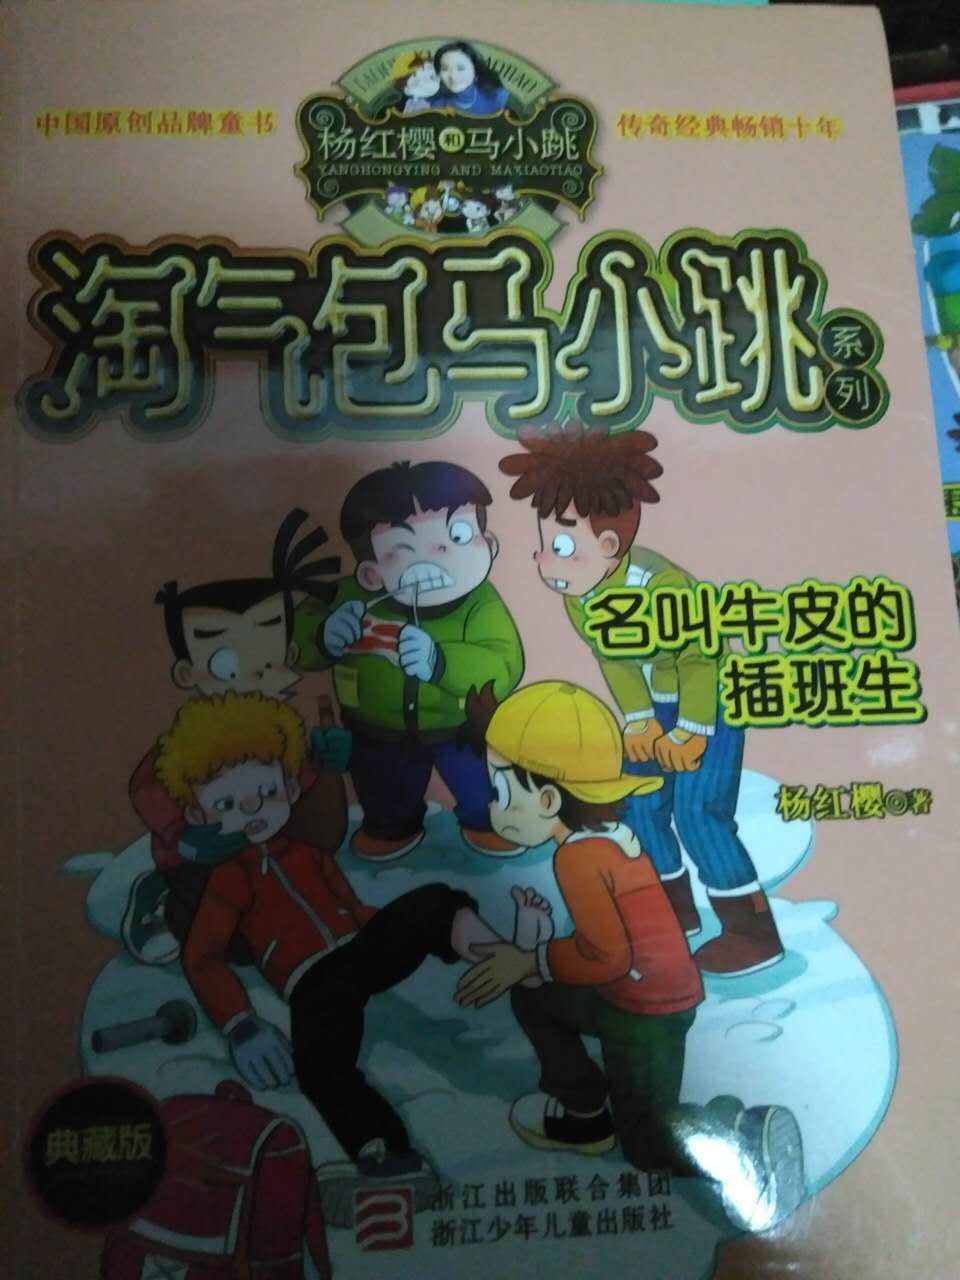 中国原创品牌童书
杨红樱和马小跳
YANGHONGYING AND MAXIAOTIAO
传奇经典畅销十年
淘气包马小跳
系列
名叫牛皮的
插班生
杨红樱◎著
典藏版
浙江出版联合集团
浙江少年儿童出版社